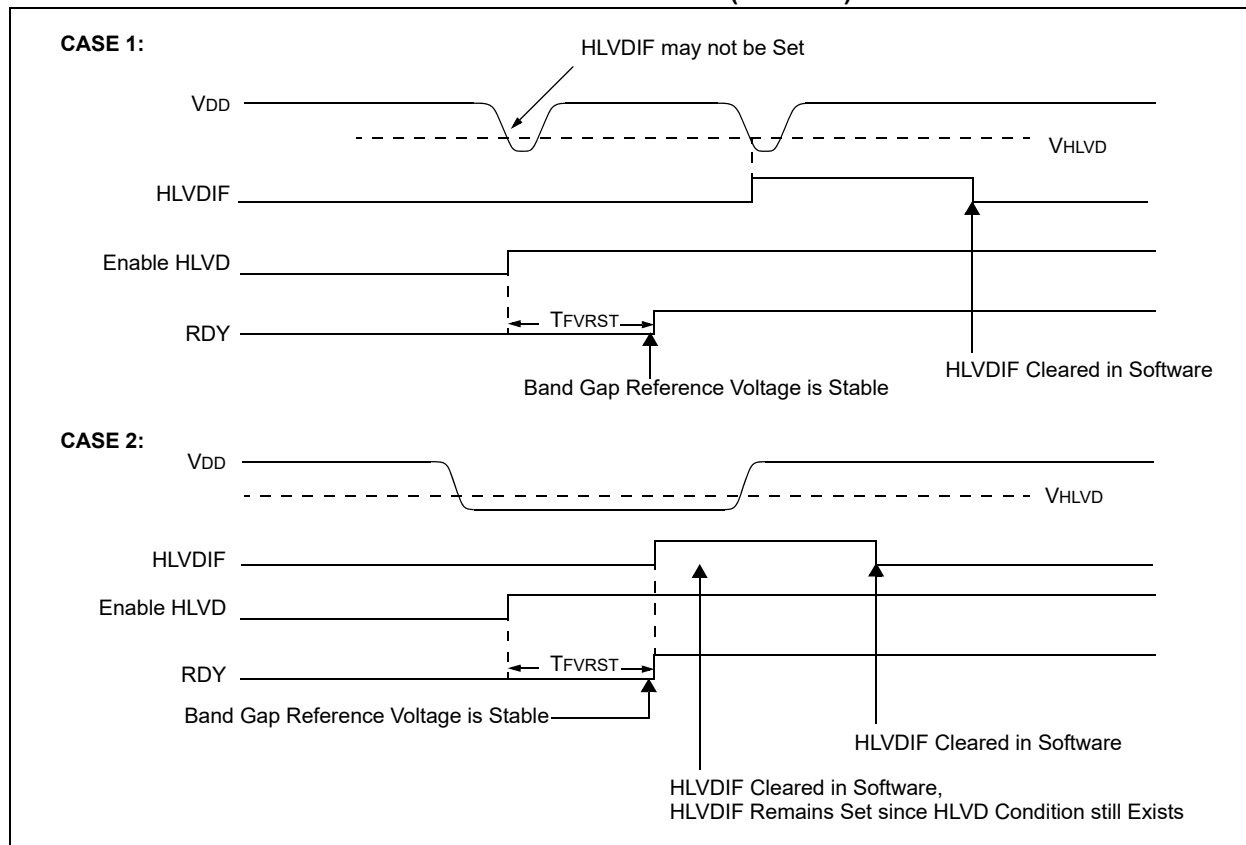 CASE 1:
HLVDIF may not be Set
VDD
VHLVD
HLVDIF
Enable HLVD
TFVRST
RDY
HLVDIF Cleared in Software
Band Gap Reference Voltage is Stable
CASE 2:
VDD
VHLVD
HLVDIF
Enable HLVD
TFVRST
RDY
Band Gap Reference Voltage is Stable
HLVDIF Cleared in Software
HLVDIF Cleared in Software,
HLVDIF Remains Set since HLVD Condition still Exists